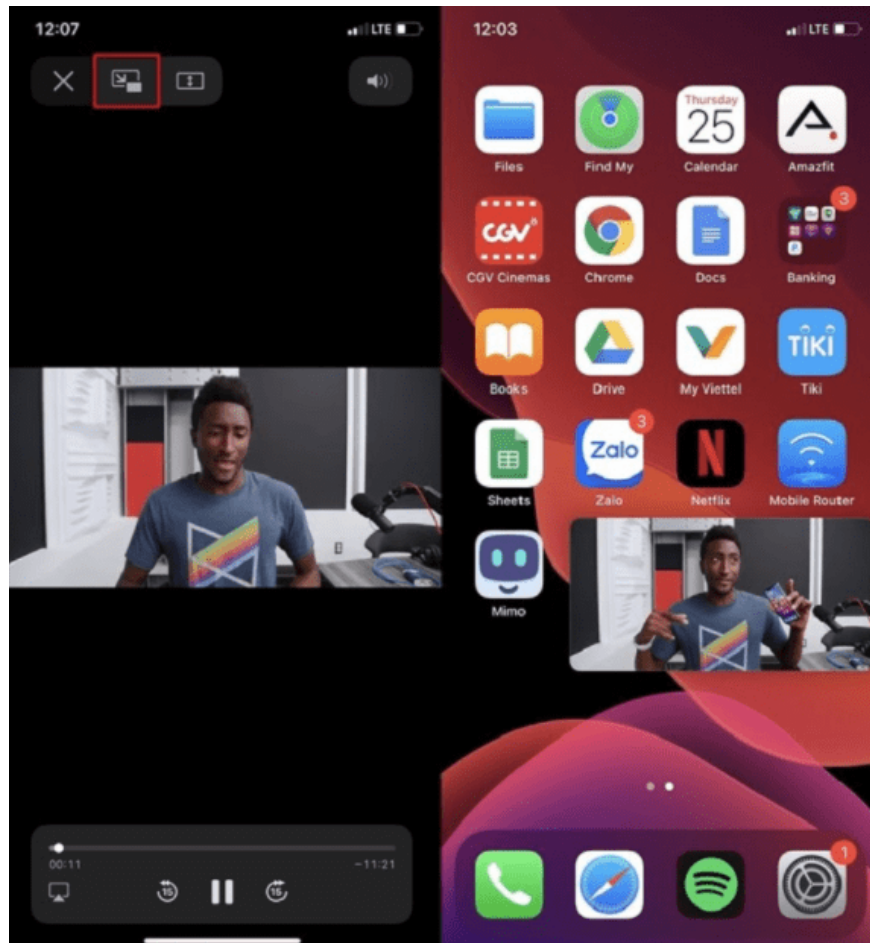 12:07
LTE
15
15
00:11
-11:21
12:03
LTE
Thursday
25
Files
Find My
Calendar
Amazfit
CGV
3
CGV Cinemas
Chrome
Docs
Banking
TiKi
Books
Drive
My Viettel
Tiki
Zalo
3
N
Sheets
Zalo
Netflix
Mobile Router
Mimo
1